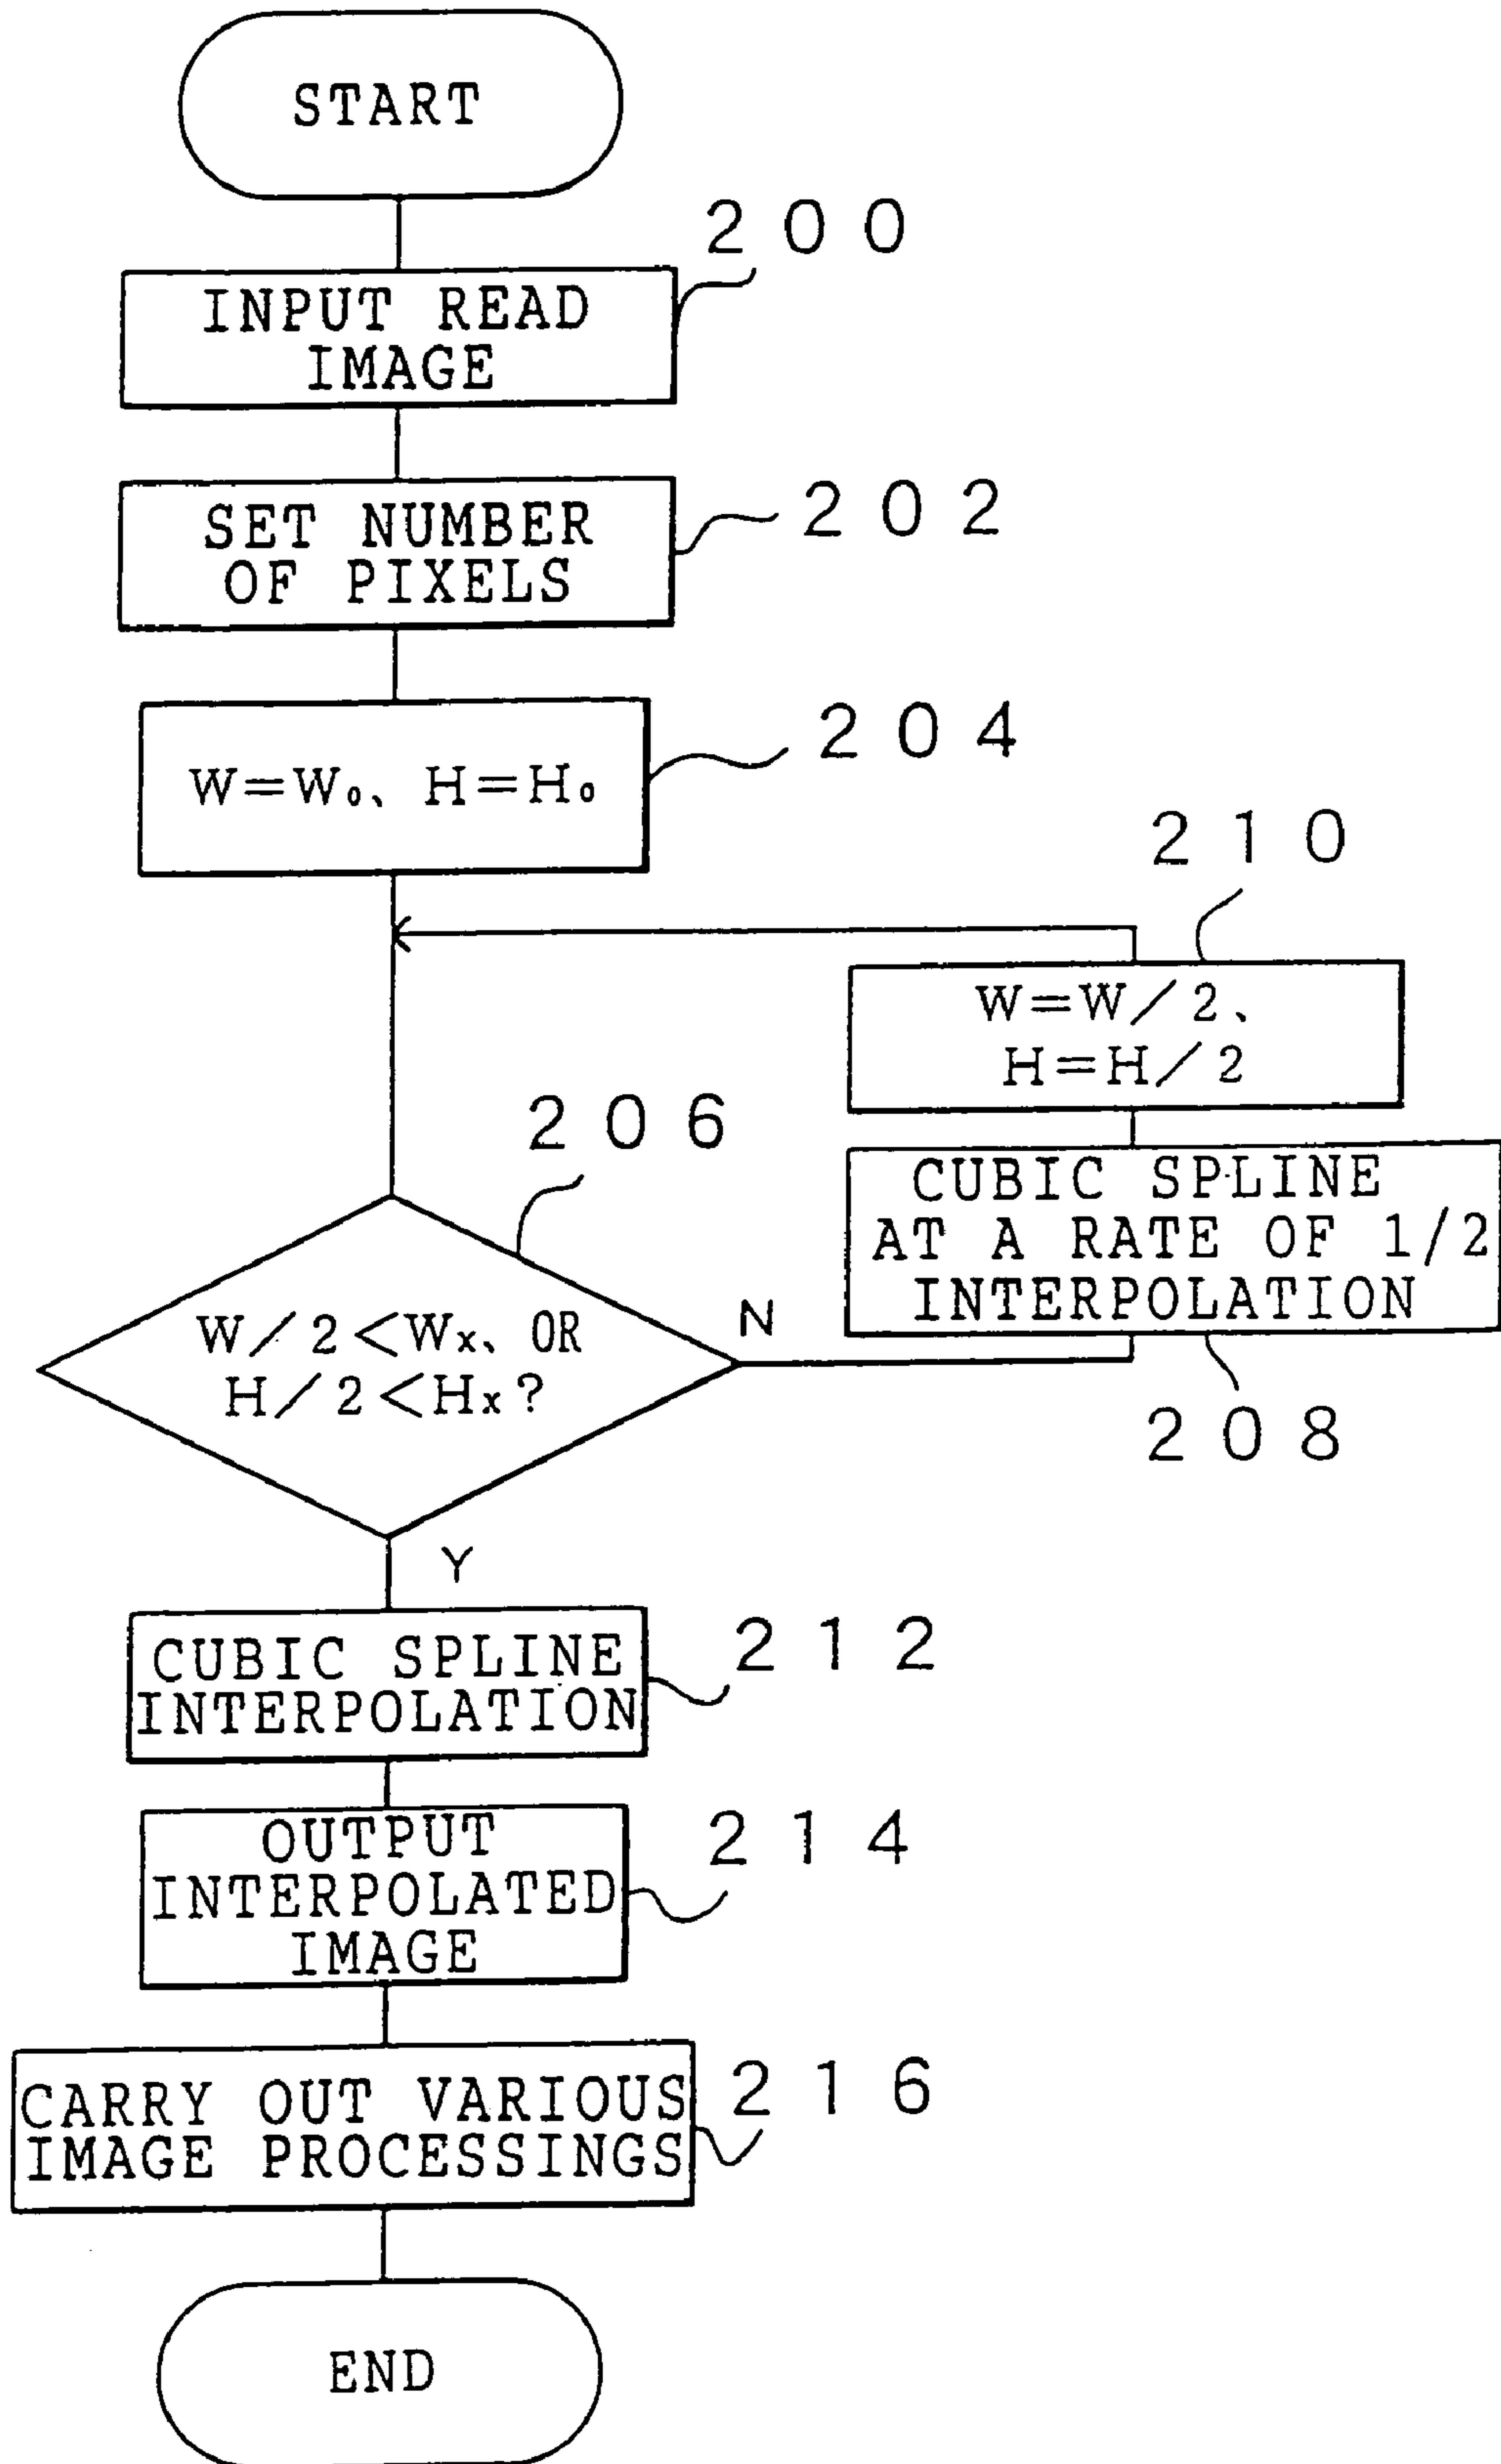 START
200
INPUT READ
IMAGE
202
SET NUMBER
OF PIXELS
204
W=W₀、H=H₀
210
W=W/2、
H=H/2
206
CUBIC SPLINE
AT A RATE OF 1/2
INTERPOLATION
W/2<Wx、OR
H/2<Hx?
N
208
Y
CUBIC SPLINE
INTERPOLATION
212
OUTPUT
INTERPOLATED
IMAGE
214
CARRY OUT VARIOUS
IMAGE PROCESSINGS
216
END